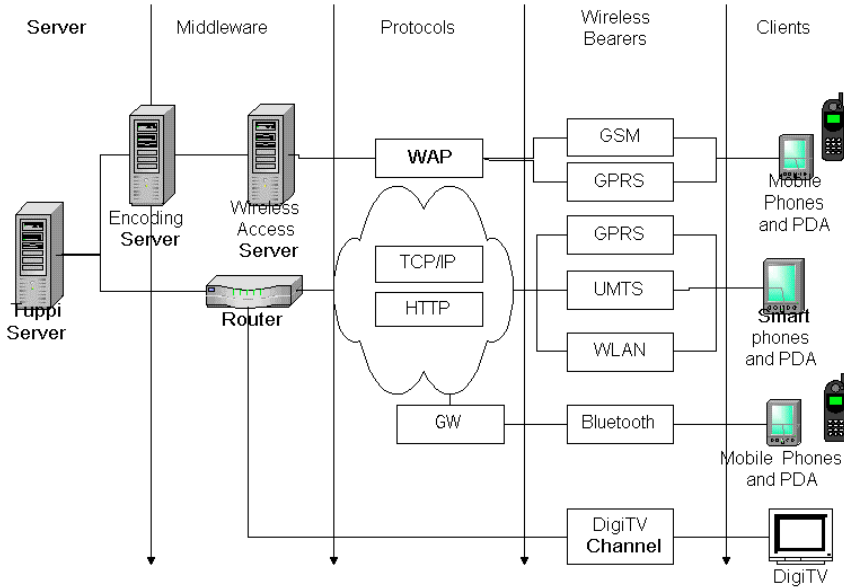 Server
Middleware
Protocols
Wireless
Bearers
Clients
Encoding
Server
Wireless
Access
Server
WAP
GSM
GPRS
Mobile
Phones
and PDA
Tuppi
Server
Router
TCP/IP
HTTP
GPRS
UMTS
WLAN
Smart
phones
and PDA
GW
Bluetooth
Mobile Phones
and PDA
DigiTV
Channel
DigiTV